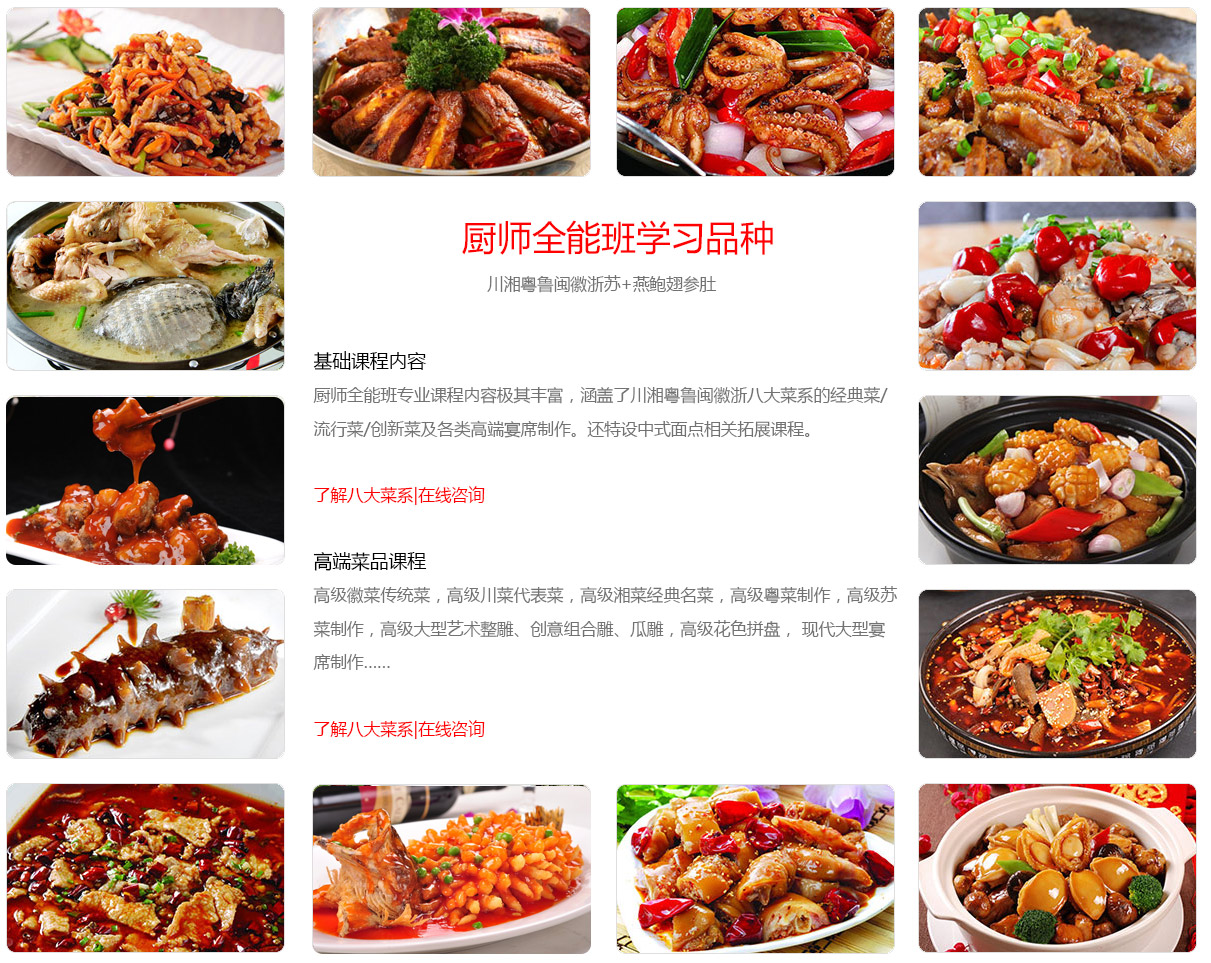 厨师全能班学习品种
川湘粤鲁闽徽浙苏+燕鲍翅参肚
基础课程内容
厨师全能班专业课程内容极其丰富，涵盖了川湘粤鲁闽徽浙八大菜系的经典菜/
流行菜/创新菜及各类高端宴席制作。还特设中式面点相关拓展课程。
了解八大菜系|在线咨询
高端菜品课程
高级徽菜传统菜，高级川菜代表菜，高级湘菜经典名菜，高级粤菜制作，高级苏
菜制作，高级大型艺术整雕、创意组合雕、瓜雕，高级花色拼盘， 现代大型宴
席制作......
了解八大菜系|在线咨询